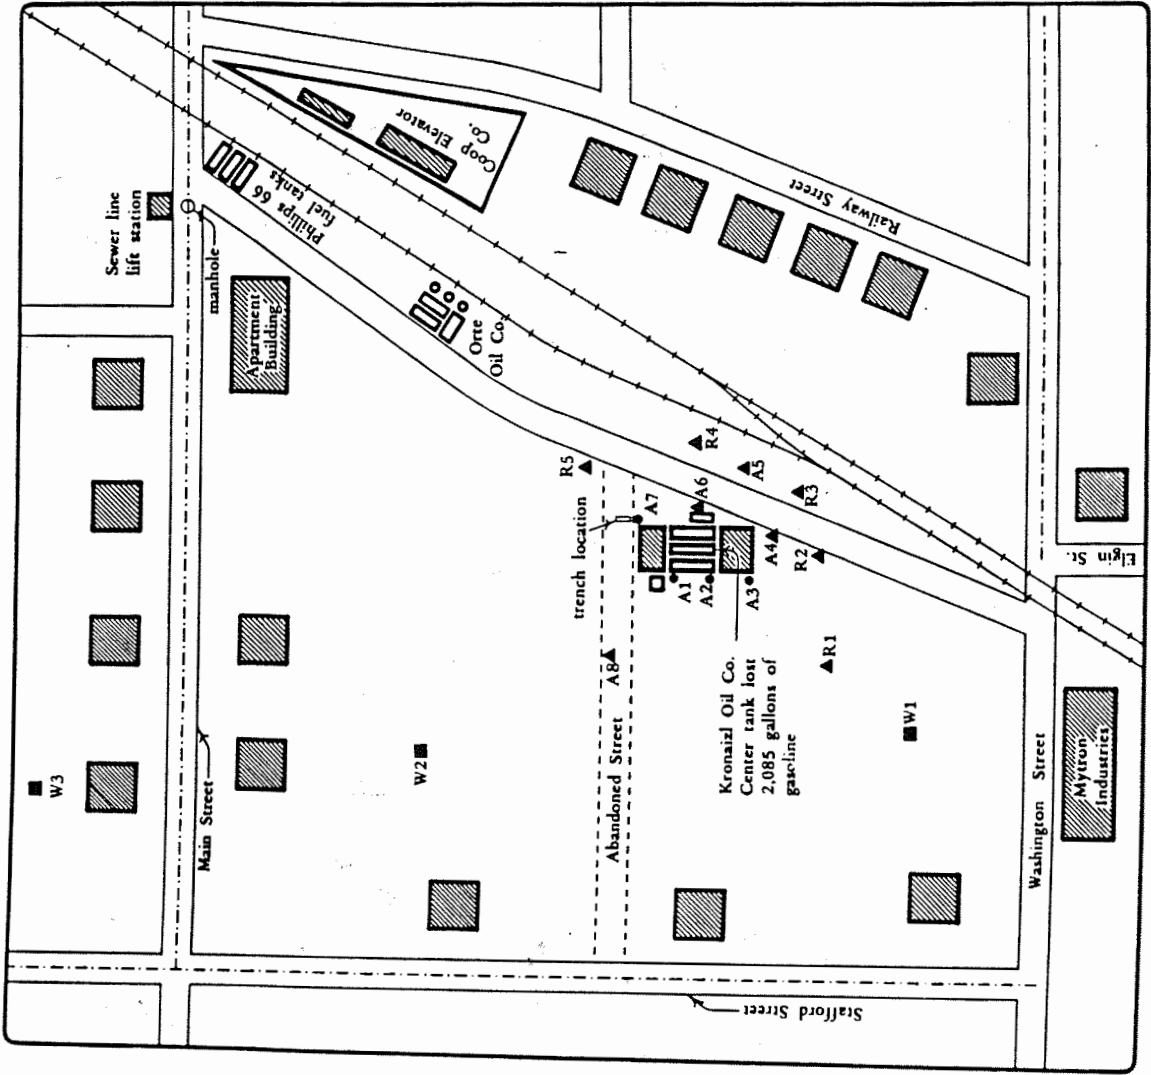 Sewer line
lift station
manhole
Phillips 66
fuel tanks
Coop Elevator
Co.
Railway Street
Apartment
Building
Orte
Oil Co.
R4
A5
R3
R5
A6
A7
trench location
A4
R2
A1
A2
A3
A8
R1
Kronaizl Oil Co.
Center tank lost
2,085 gallons of
gasoline
Abandoned Street
W1
W2
W3
Main Street
Washington Street
Mytron
Industries
Elgin St.
Stafford Street